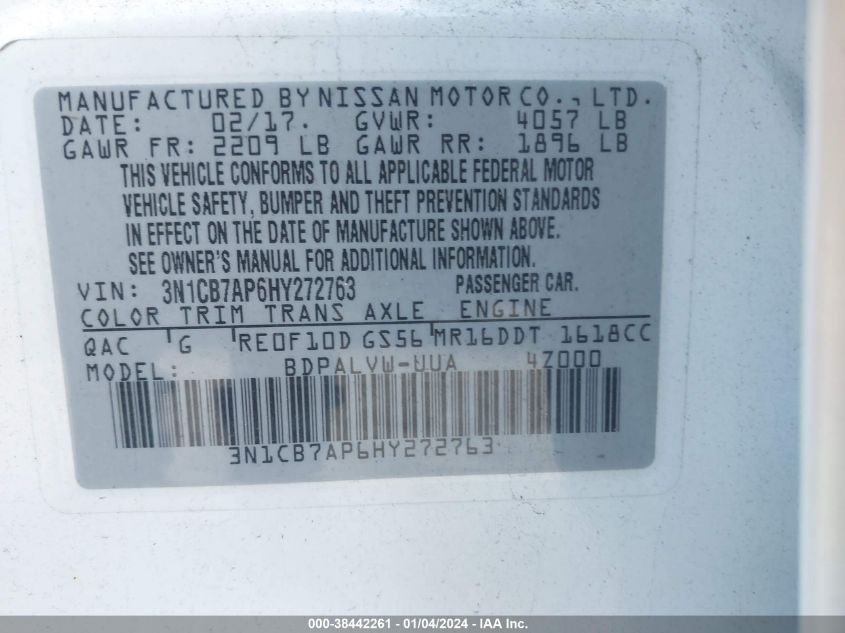 MANUFACTURED BY NISSAN MOTOR CO., LTD.
DATE: 02/17. GVWR: 4057 LB
GAWR FR: 2209 LB GAWR RR: 1896 LB
THIS VEHICLE CONFORMS TO ALL APPLICABLE FEDERAL MOTOR
VEHICLE SAFETY, BUMPER AND THEFT PREVENTION STANDARDS
IN EFFECT ON THE DATE OF MANUFACTURE SHOWN ABOVE.
SEE OWNER'S MANUAL FOR ADDITIONAL INFORMATION.
VIN: 3N1CB7AP6HY272763 PASSENGER CAR.
COLOR TRIM TRANS AXLE ENGINE
QAC G RE0F10D GS56 MR16DDT 1618CC
MODEL: BDPALVW-UUA 4Z000
3N1CB7AP6HY272763
000-38442261 - 01/04/2024 - IAA Inc.